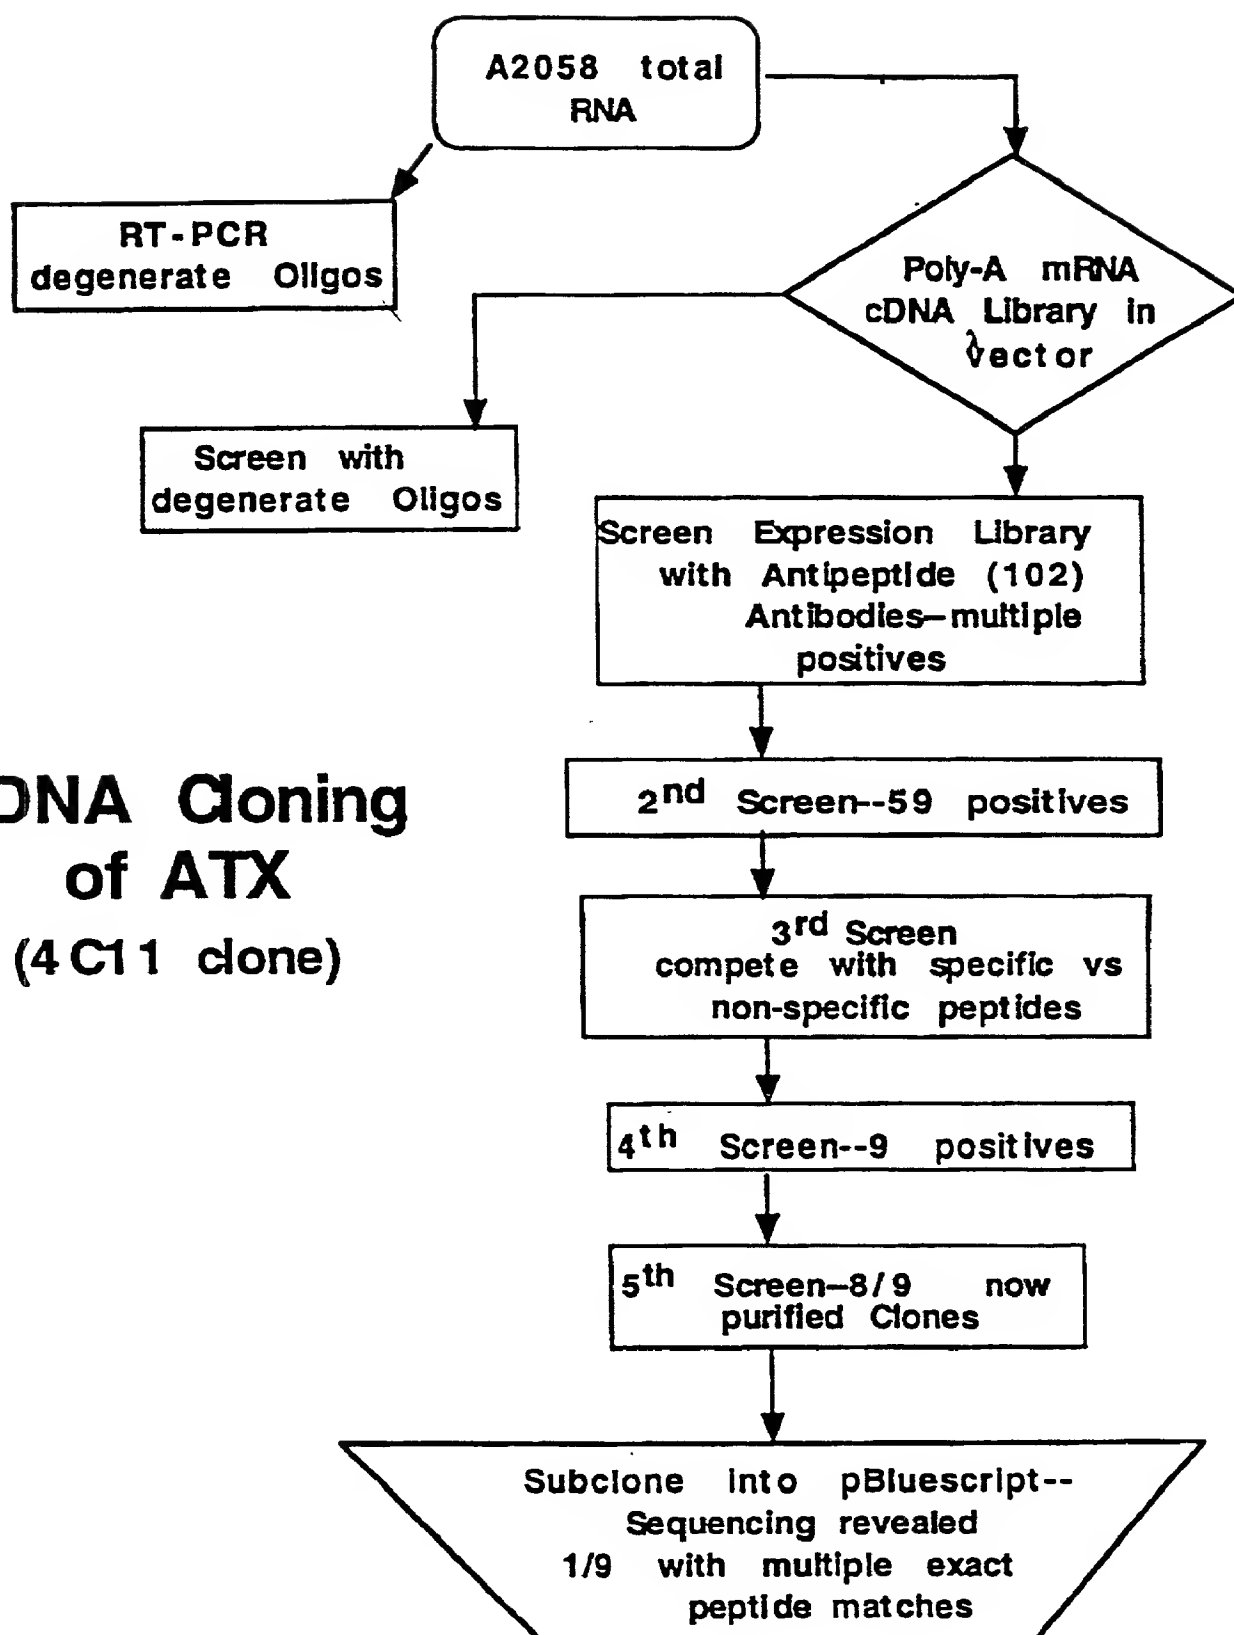 A2058 total
RNA
RT-PCR
degenerate Oligos
Poly-A mRNA
cDNA Library in
λ
vector
Screen with
degenerate Oligos
Screen Expression Library
with Antipeptide (102)
Antibodies—multiple
positives
2nd Screen--59 positives
DNA Cloning
of ATX
(4C11 clone)
3rd Screen
compete with specific vs
non-specific peptides
4th Screen--9 positives
5th Screen—8/9 now
purified Clones
Subclone into pBluescript--
Sequencing revealed
1/9 with multiple exact
peptide matches